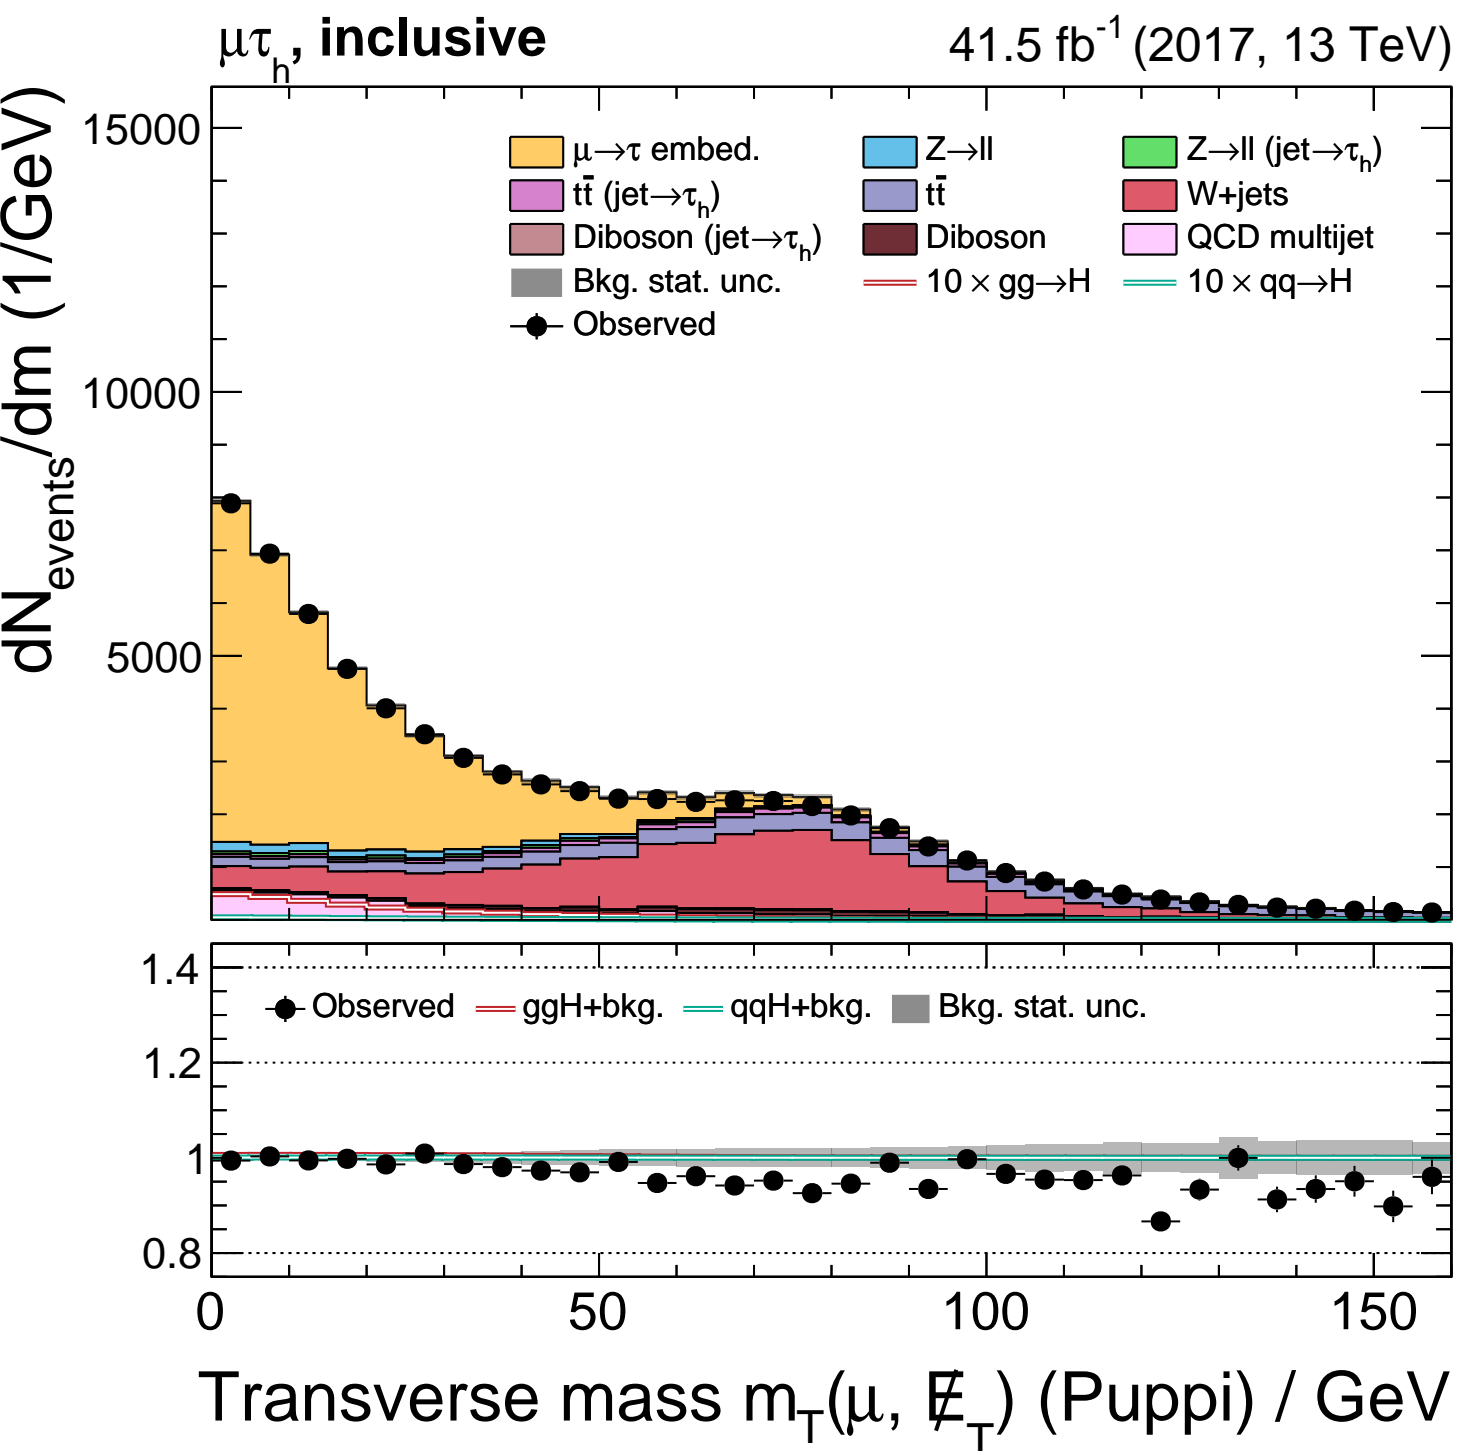 μτh, inclusive
41.5 fb-1 (2017, 13 TeV)
dNevents/dm (1/GeV)
15000
10000
5000
μ→τ embed.
Z→ll
Z→ll (jet→τh)
tt̄ (jet→τh)
tt̄
W+jets
Diboson (jet→τh)
Diboson
QCD multijet
Bkg. stat. unc.
10 × gg→H
10 × qq→H
Observed
1.4
1.2
1
0.8
Observed
ggH+bkg.
qqH+bkg.
Bkg. stat. unc.
0
50
100
150
Transverse mass mT(μ, E̸T) (Puppi) / GeV